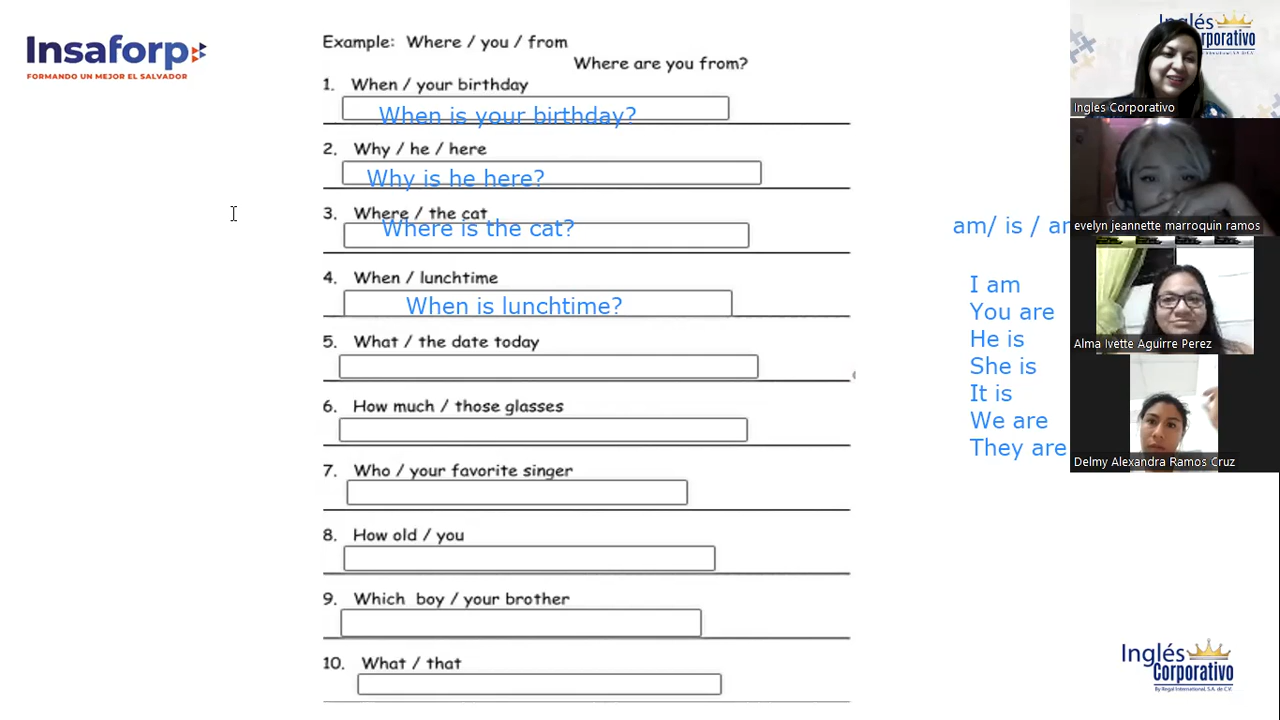 Insaforp
FORMANDO UN MEJOR EL SALVADOR
Example: Where / you / from
Where are you from?
1. When / your birthday
When is your birthday?
2. Why / he / here
Why is he here?
3. Where / the cat
Where is the cat?
4. When / lunchtime
When is lunchtime?
5. What / the date today
6. How much / those glasses
7. Who / your favorite singer
8. How old / you
9. Which boy / your brother
10. What / that
am/ is / ar
I am
You are
He is
She is
It is
We are
They are
Inglés
Corporativo
Ingles Corporativo
evelyn jeannette marroquin ramos
Alma Ivette Aguirre Perez
Delmy Alexandra Ramos Cruz
Inglés
Corporativo
By Regal International, S.A. de C.V.